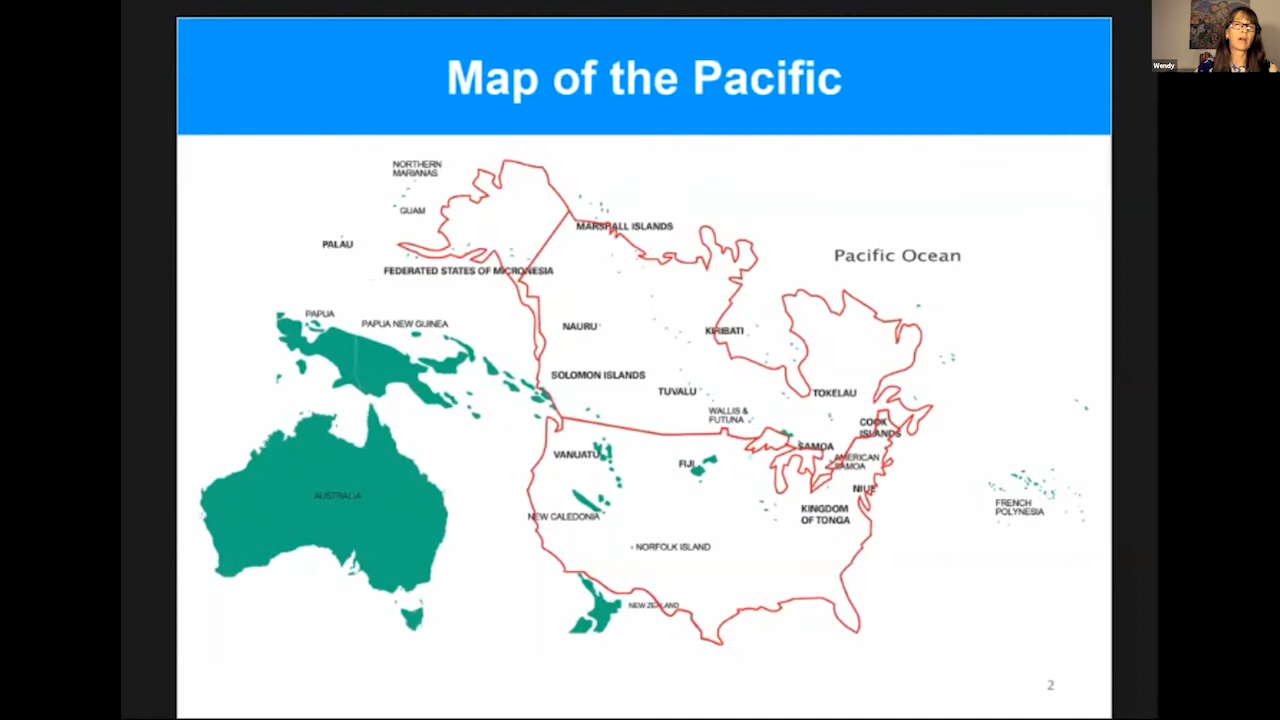 Map of the Pacific
Wendy
NORTHERN
MARIANAS
GUAM
MARSHALL ISLANDS
PALAU
Pacific Ocean
FEDERATED STATES OF MICRONESIA
PAPUA
PAPUA NEW GUINEA
NAURU
KIRIBATI
SOLOMON ISLANDS
TUVALU
TOKELAU
WALLIS &
FUTUNA
COOK
ISLANDS
SAMOA
VANUATU
FIJI
AMERICAN
SAMOA
NIUE
AUSTRALIA
FRENCH
POLYNESIA
KINGDOM
OF TONGA
NEW CALEDONIA
NORFOLK ISLAND
NEW ZEALAND
2